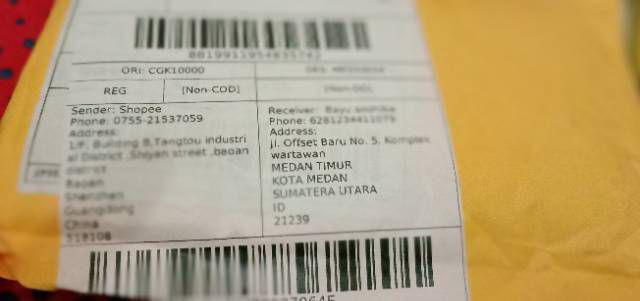 ORI: CGK10000
REG
[Non-COD]
Sender: Shopee
Phone: 0755-21537059
Address:
1/F, Building B,Tangtou industri
al District ,Shiyan street ,baoan
district
Baoan
Shenzhen
Guangdong
China
518108
Receiver:
Phone:
Address:
jl. Offset Baru No. 5, Komplek
wartawan
MEDAN TIMUR
KOTA MEDAN
SUMATERA UTARA
ID
21239